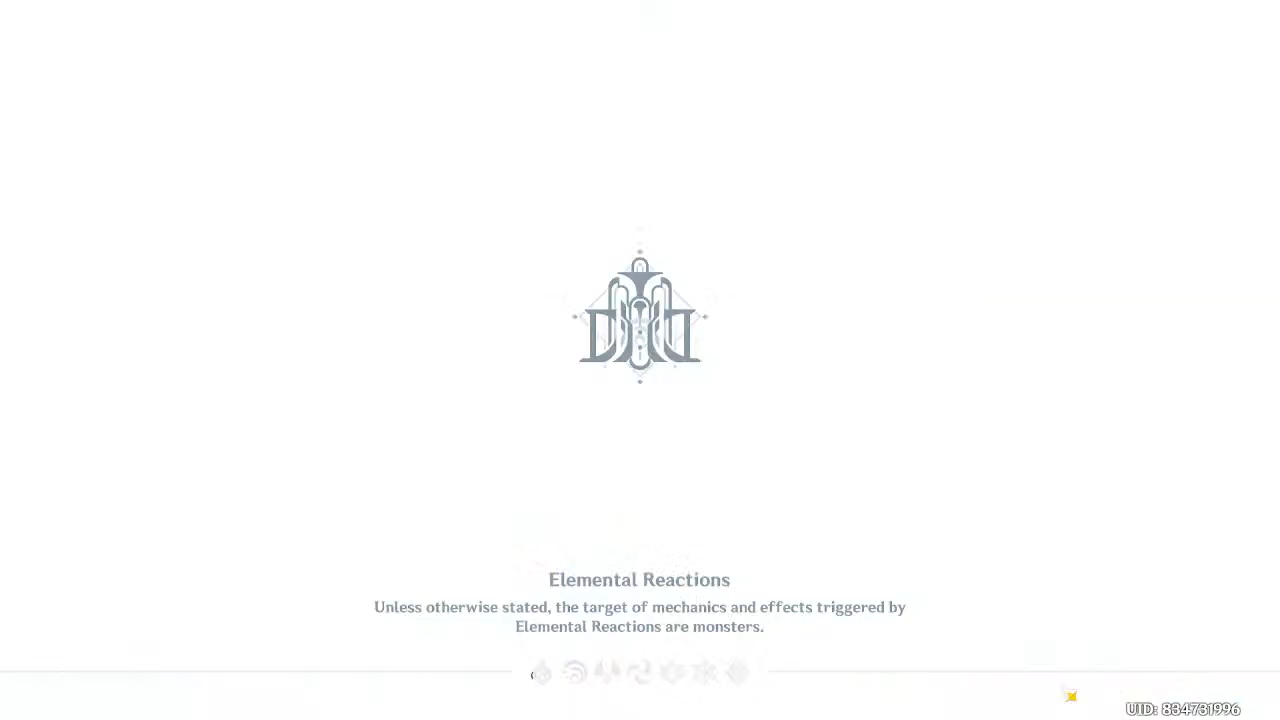 Elemental Reactions
Unless otherwise stated, the target of mechanics and effects triggered by
Elemental Reactions are monsters.
UID: 834731996